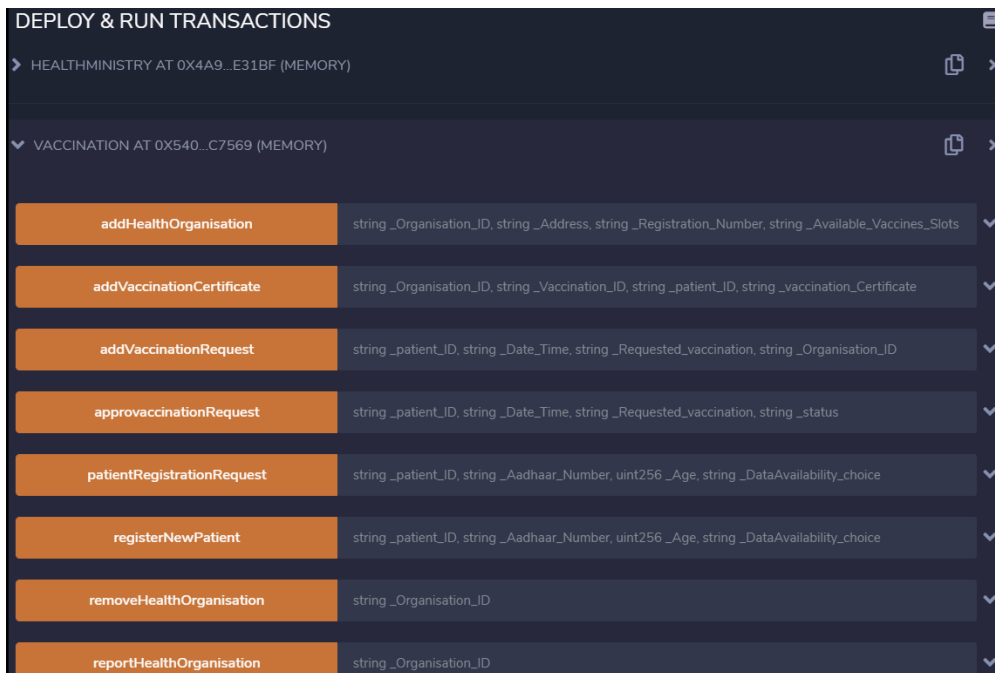 DEPLOY & RUN TRANSACTIONS
HEALTHMINISTRY AT 0X4A9...E31BF (MEMORY)
VACCINATION AT 0X540...C7569 (MEMORY)
addHealthOrganisation string _Organisation_ID, string _Address, string _Registration_Number, string _Available_Vaccines_Slots
addVaccinationCertificate string _Organisation_ID, string _Vaccination_ID, string _patient_ID, string _vaccination_Certificate
addVaccinationRequest string _patient_ID, string _Date_Time, string _Requested_vaccination, string _Organisation_ID
approvaccinationRequest string _patient_ID, string _Date_Time, string _Requested_vaccination, string _status
patientRegistrationRequest string _patient_ID, string _Aadhaar_Number, uint256 _Age, string _DataAvailability_choice
registerNewPatient string _patient_ID, string _Aadhaar_Number, uint256 _Age, string _DataAvailability_choice
removeHealthOrganisation string _Organisation_ID
reportHealthOrganisation string _Organisation_ID